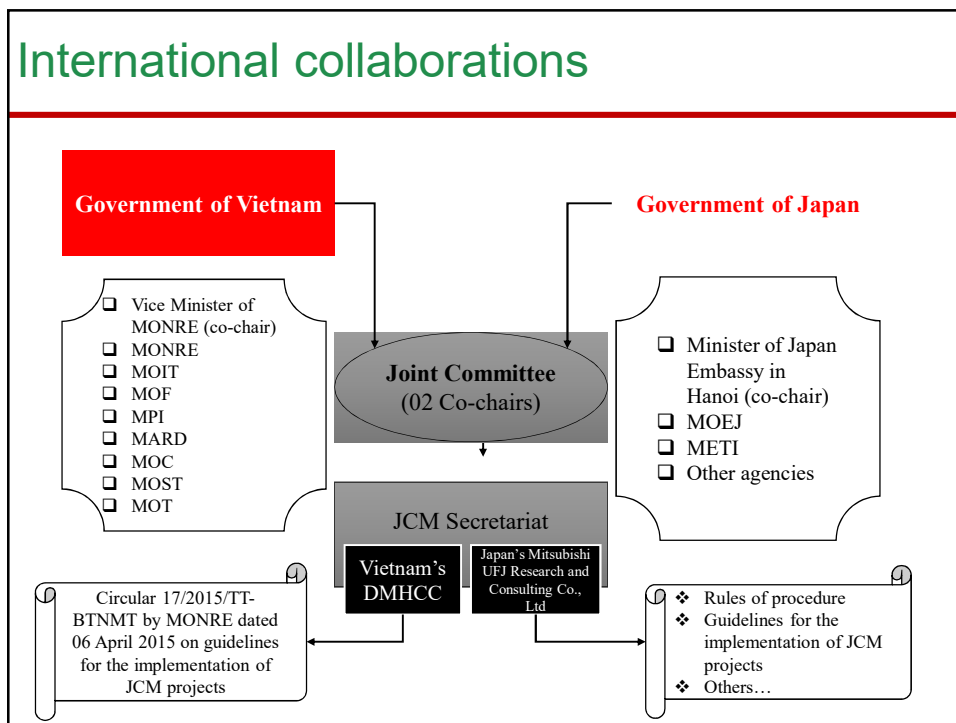 International collaborations
Government of Vietnam
Government of Japan
❑ Vice Minister of
MONRE (co-chair)
❑ MONRE
❑ MOIT
❑ MOF
❑ MPI
❑ MARD
❑ MOC
❑ MOST
❑ MOT
Joint Committee
(02 Co-chairs)
❑ Minister of Japan
Embassy in
Hanoi (co-chair)
❑ MOEJ
❑ METI
❑ Other agencies
JCM Secretariat
Vietnam's
DMHCC
Japan's Mitsubishi
UFJ Research and
Consulting Co.,
Ltd
Circular 17/2015/TT-
BTNMT by MONRE dated
06 April 2015 on guidelines
for the implementation of
JCM projects
❖ Rules of procedure
❖ Guidelines for the
implementation of JCM
projects
❖ Others…